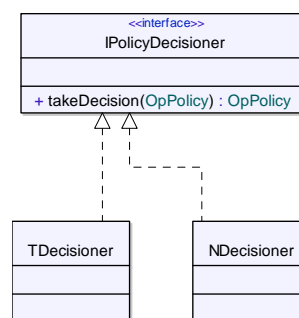 <<interface>>
IPolicyDecisioner
+ takeDecision(OpPolicy) : OpPolicy
TDecisioner
NDecisioner